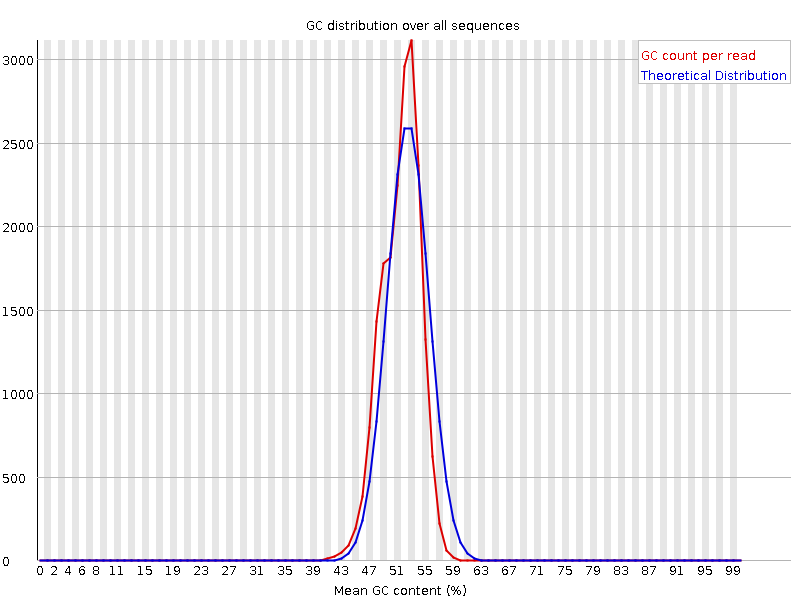 GC distribution over all sequences
GC count per read
Theoretical Distribution
3000
2500
2000
1500
1000
500
0
0 2 4 6 8 11 15 19 23 27 31 35 39 43 47 51 55 59 63 67 71 75 79 83 87 91 95 99
Mean GC content (%)